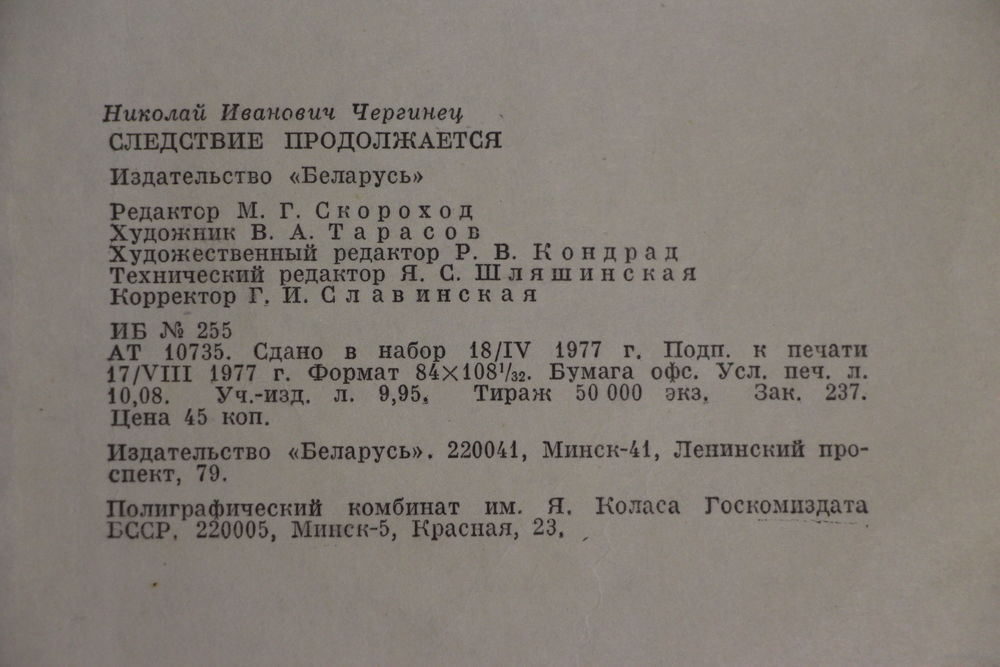 Николай Иванович Чергинец
СЛЕДСТВИЕ ПРОДОЛЖАЕТСЯ
Издательство «Беларусь»
Редактор М. Г. Скороход
Художник В. А. Тарасов
Художественный редактор Р. В. Кондрад
Технический редактор Я. С. Шляшинская
Корректор Г. И. Славинская
ИБ № 255
АТ 10735. Сдано в набор 18/IV 1977 г. Подп. к печати
17/VIII 1977 г. Формат 84×108¹/₃₂. Бумага офс. Усл. печ. л.
10,08. Уч.-изд. л. 9,95. Тираж 50 000 экз. Зак. 237.
Цена 45 коп.
Издательство «Беларусь». 220041, Минск-41, Ленинский про-
спект, 79.
Полиграфический комбинат им. Я. Коласа Госкомиздата
БССР. 220005, Минск-5, Красная, 23.